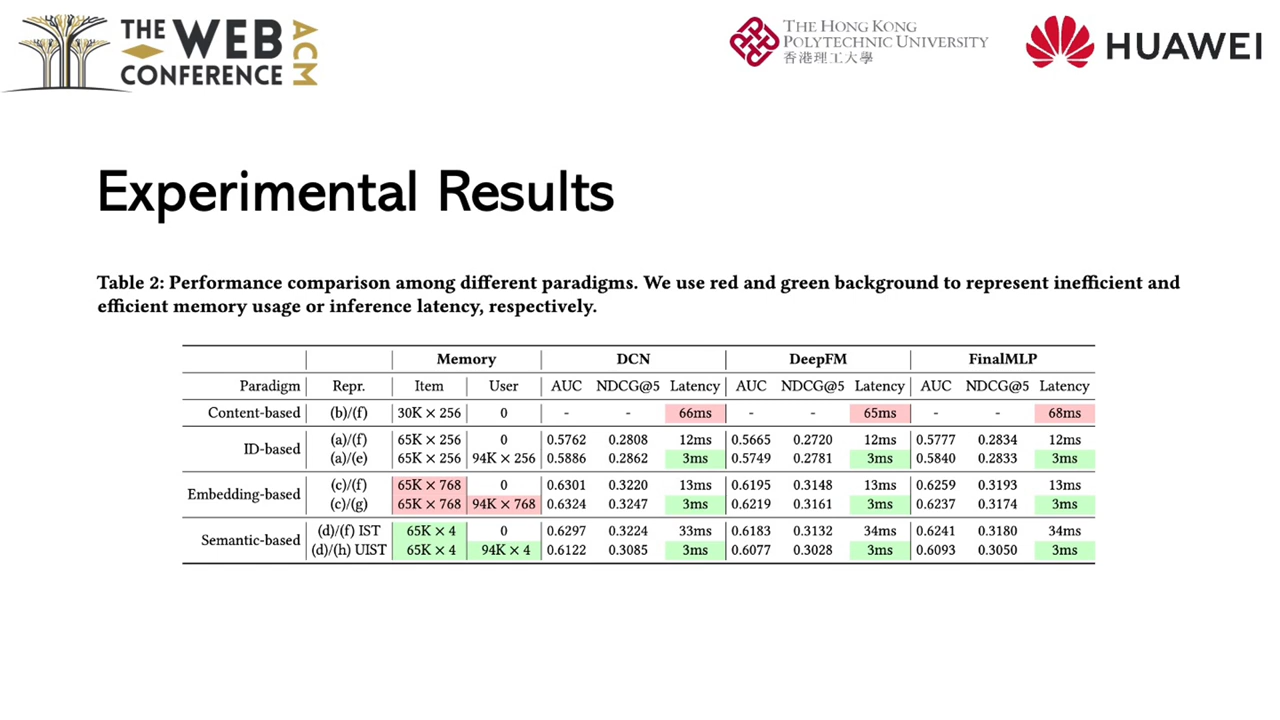 THE WEB
CONFERENCE
ACM
THE HONG KONG
POLYTECHNIC UNIVERSITY
香港理工大學
HUAWEI
Experimental Results
Table 2: Performance comparison among different paradigms. We use red and green background to represent inefficient and
efficient memory usage or inference latency, respectively.
Memory DCN DeepFM FinalMLP
Paradigm Repr. Item User AUC NDCG@5 Latency AUC NDCG@5 Latency AUC NDCG@5 Latency
Content-based (b)/(f) 30K × 256 0 - - 66ms - - 65ms - - 68ms
ID-based
(a)/(f) 65K × 256 0 0.5762 0.2808 12ms 0.5665 0.2720 12ms 0.5777 0.2834 12ms
(a)/(e) 65K × 256 94K × 256 0.5886 0.2862 3ms 0.5749 0.2781 3ms 0.5840 0.2833 3ms
Embedding-based
(c)/(f) 65K × 768 0 0.6301 0.3220 13ms 0.6195 0.3148 13ms 0.6259 0.3193 13ms
(c)/(g) 65K × 768 94K × 768 0.6324 0.3247 3ms 0.6219 0.3161 3ms 0.6237 0.3174 3ms
Semantic-based
(d)/(f) IST 65K × 4 0 0.6297 0.3224 33ms 0.6183 0.3132 34ms 0.6241 0.3180 34ms
(d)/(h) UIST 65K × 4 94K × 4 0.6122 0.3085 3ms 0.6077 0.3028 3ms 0.6093 0.3050 3ms